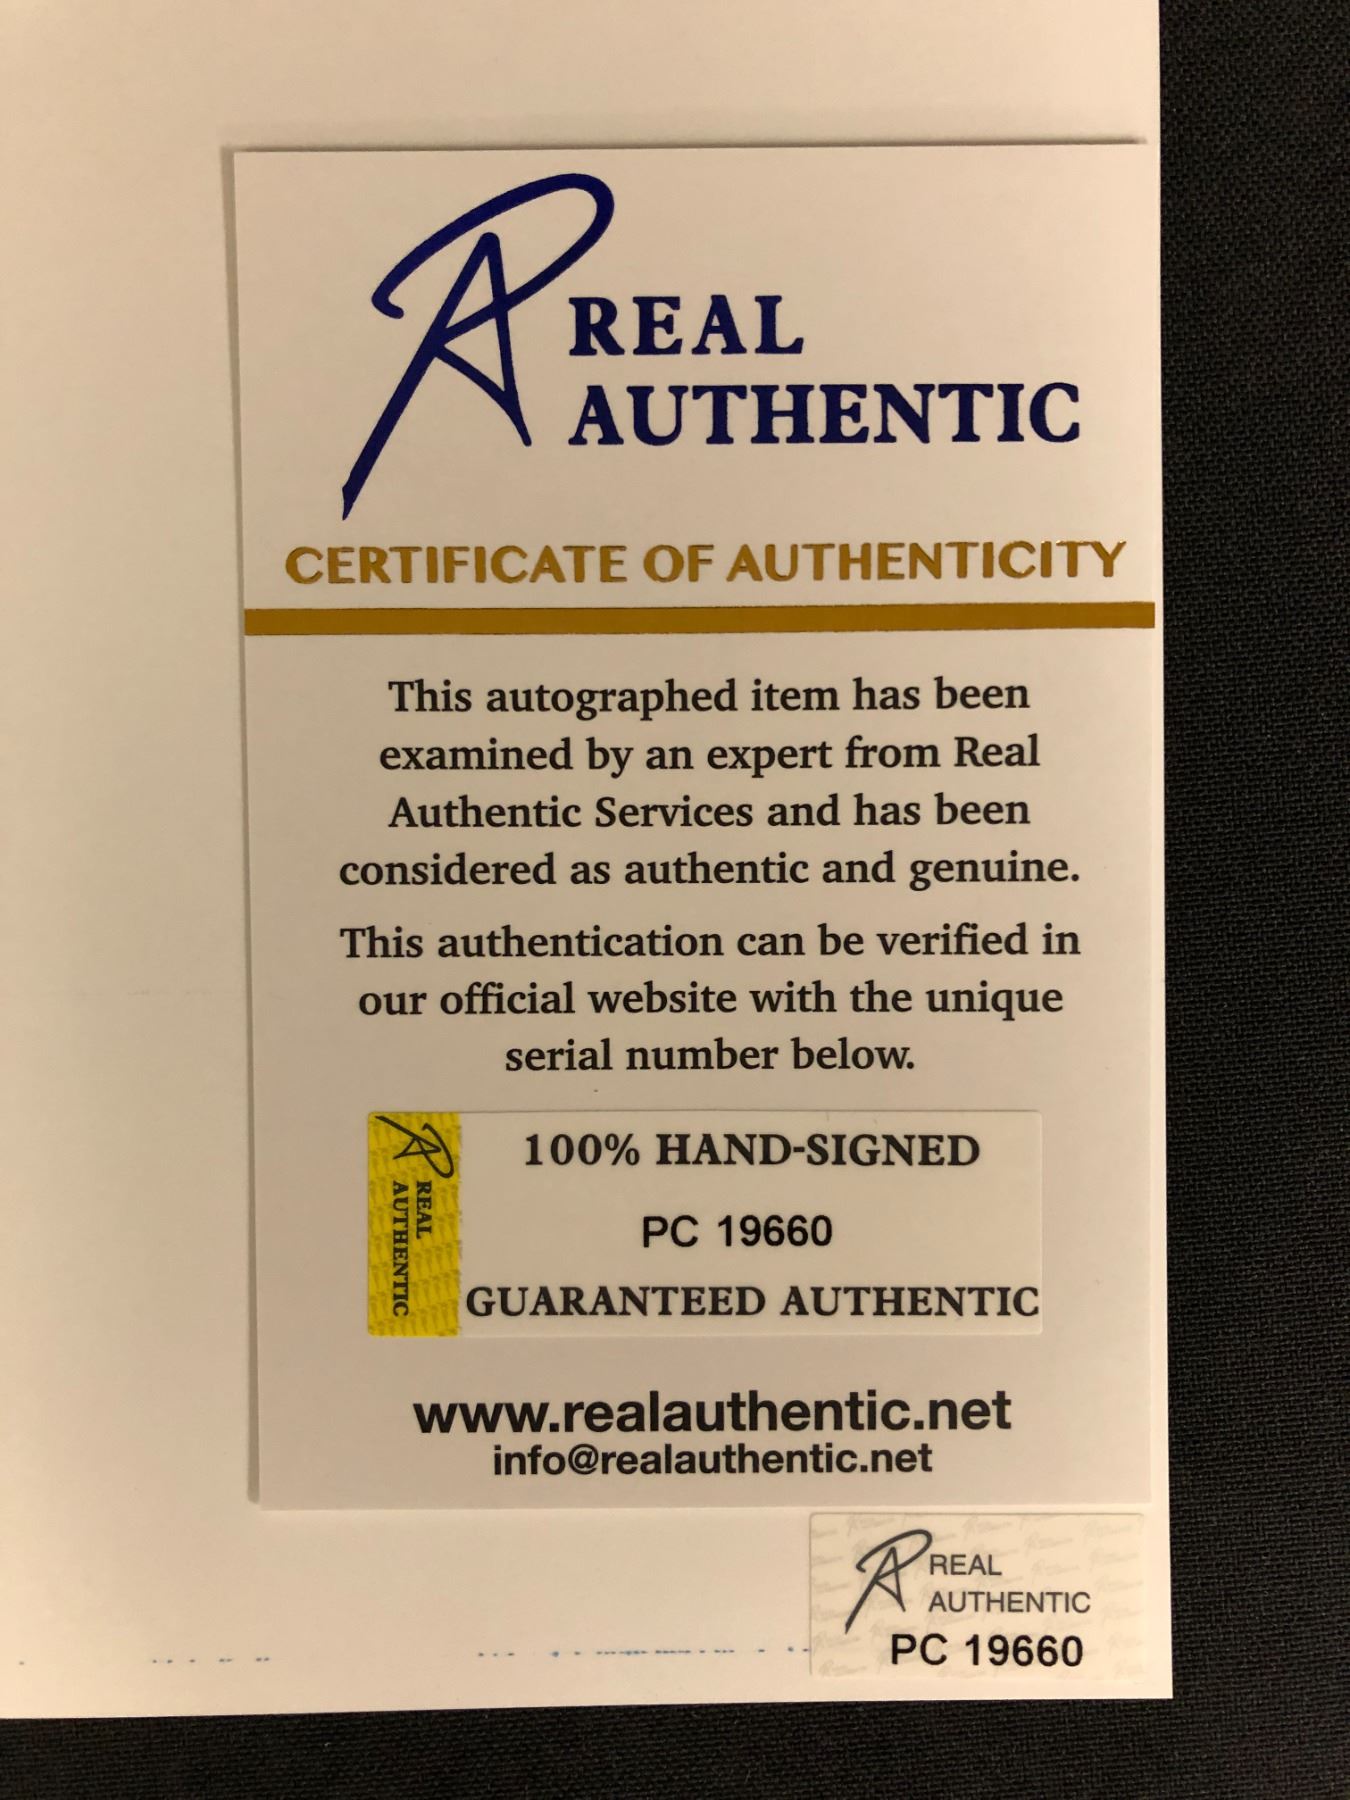 REAL
AUTHENTIC
CERTIFICATE OF AUTHENTICITY
This autographed item has been
examined by an expert from Real
Authentic Services and has been
considered as authentic and genuine.
This authentication can be verified in
our official website with the unique
serial number below.
REAL
AUTHENTIC
100% HAND-SIGNED
PC 19660
GUARANTEED AUTHENTIC
www.realauthentic.net
info@realauthentic.net
REAL
AUTHENTIC
PC 19660